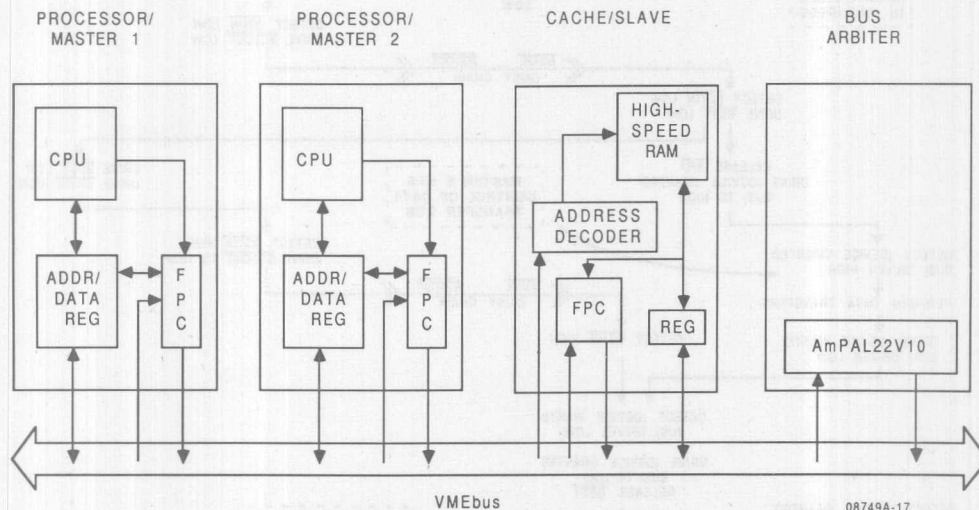 PROCESSOR/
MASTER 1
PROCESSOR/
MASTER 2
CACHE/SLAVE
BUS
ARBITER
CPU
ADDR/
DATA
REG
F
P
C
CPU
ADDR/
DATA
REG
F
P
C
HIGH-
SPEED
RAM
ADDRESS
DECODER
FPC
REG
AmPAL22V10
VMEbus
08749A-17